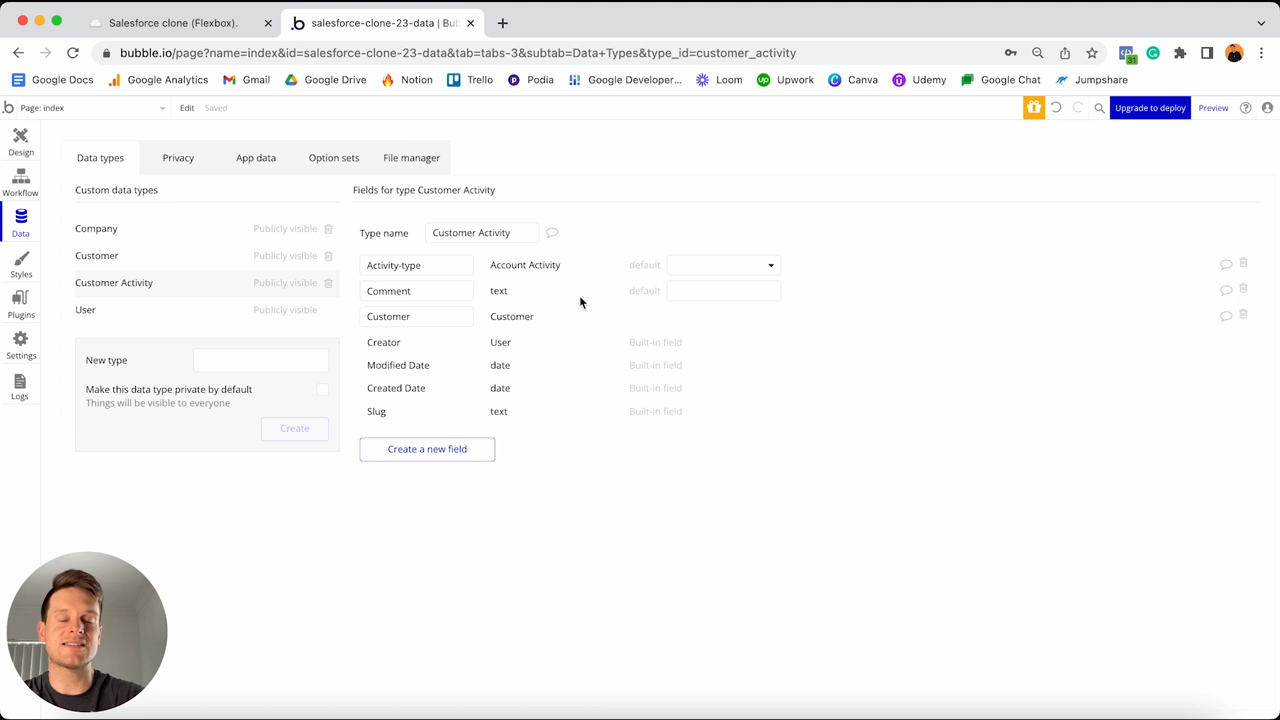 Salesforce clone (Flexbox).
salesforce-clone-23-data | Bu
bubble.io/page?name=index&id=salesforce-clone-23-data&tab=tabs-3&subtab=Data+Types&type_id=customer_activity
31
Google Docs Google Analytics Gmail Google Drive Notion Trello Podia Google Developer... Loom Upwork Canva Udemy Google Chat Jumpshare
Page: index Edit Saved Upgrade to deploy Preview
Design
Workflow
Data
Styles
Plugins
Settings
Logs
Data types Privacy App data Option sets File manager
Custom data types
Company Publicly visible
Customer Publicly visible
Customer Activity Publicly visible
User Publicly visible
New type
Make this data type private by default
Things will be visible to everyone
Create
Fields for type Customer Activity
Type name Customer Activity
Activity-type Account Activity default
Comment text default
Customer Customer
Creator User Built-in field
Modified Date date Built-in field
Created Date date Built-in field
Slug text Built-in field
Create a new field